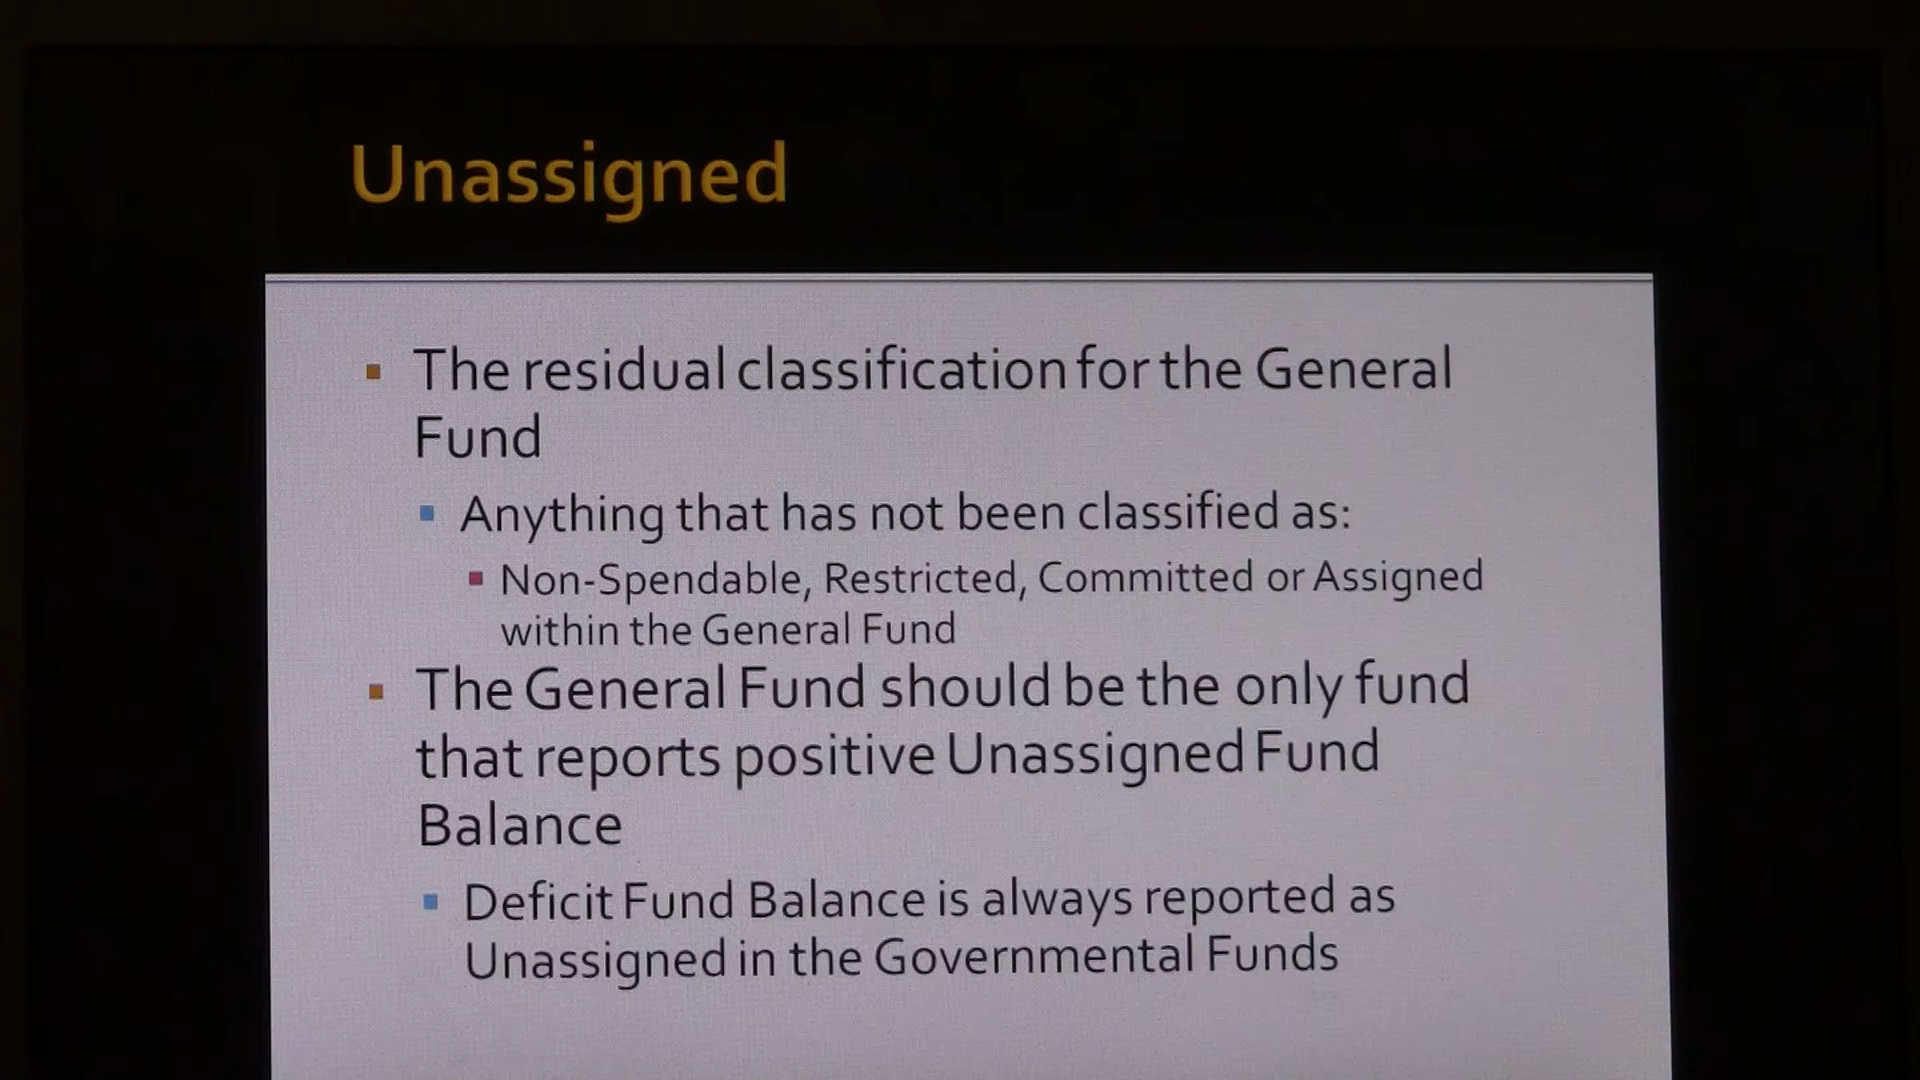 Unassigned
The residual classification for the General
Fund
Anything that has not been classified as:
Non-Spendable, Restricted, Committed or Assigned
within the General Fund
The General Fund should be the only fund
that reports positive Unassigned Fund
Balance
Deficit Fund Balance is always reported as
Unassigned in the Governmental Funds